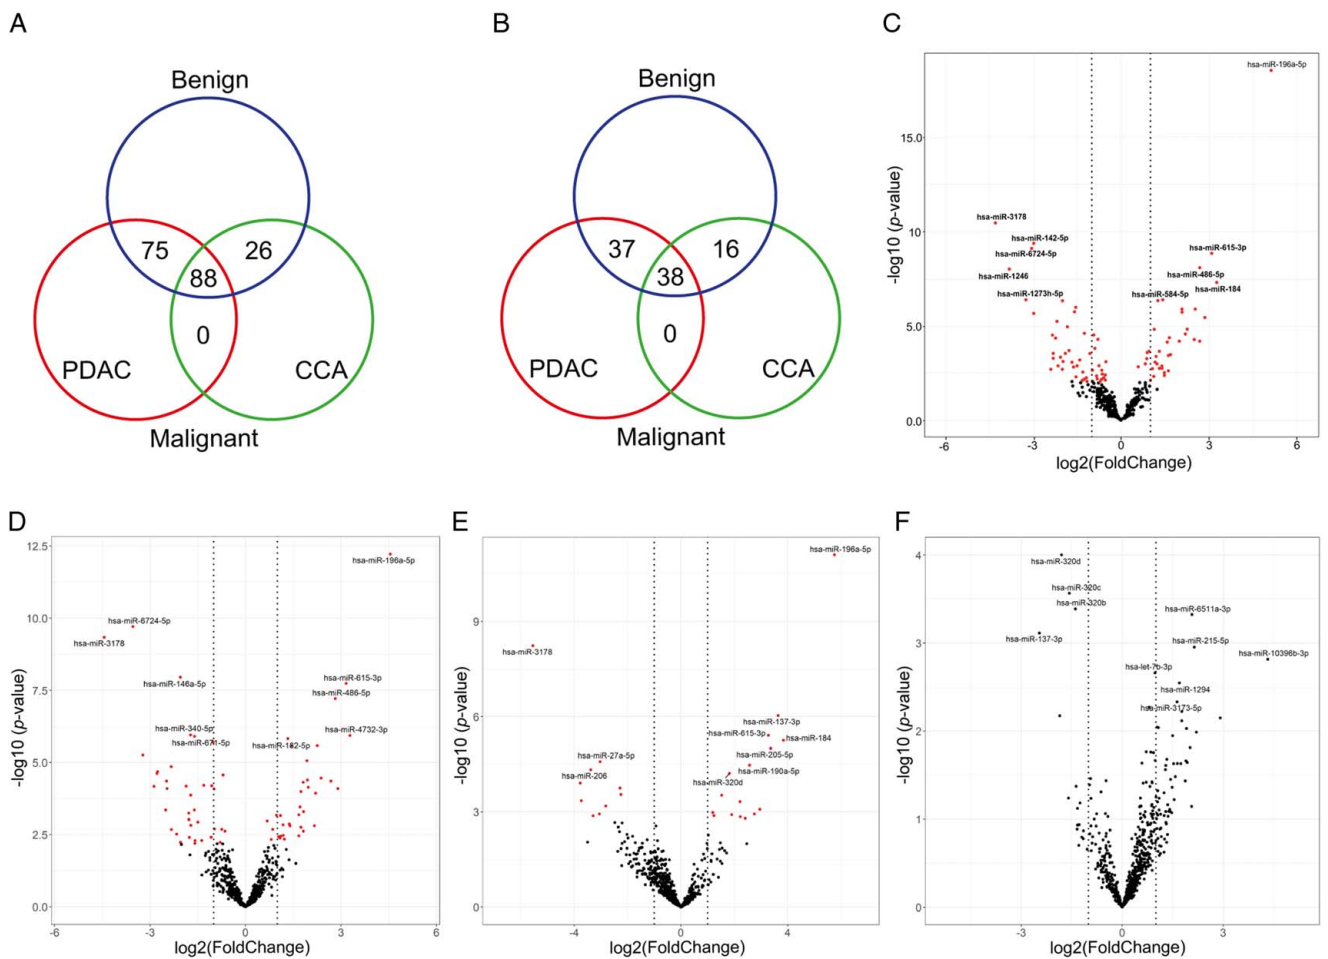 A
Benign
75
26
88
0
PDAC
CCA
Malignant
B
Benign
37
16
38
0
PDAC
CCA
Malignant
C
hsa-miR-196a-5p
15.0
hsa-miR-3178
10
hsa-miR-142-5p
hsa-miR-615-3p
hsa-miR-6724-5p
hsa-miR-1246
hsa-miR-486-5p
hsa-miR-184
hsa-miR-1273h-5p
hsa-miR-584-5p
5.0
0.0
-6
-3
0
3
6
-log10 (p-value)
log2(FoldChange)
D
12.5
hsa-miR-196a-5p
10.0
hsa-miR-6724-5p
hsa-miR-3178
hsa-miR-146a-5p
hsa-miR-615-3p
7.5
hsa-miR-486-5p
hsa-miR-340-5p
hsa-miR-4732-3p
hsa-miR-671-5p
hsa-miR-182-5p
5.0
2.5
0.0
-6
-3
0
3
6
-log10 (p-value)
log2(FoldChange)
E
hsa-miR-196a-5p
9
hsa-miR-3178
6
hsa-miR-137-3p
hsa-miR-615-3p
hsa-miR-184
hsa-miR-27a-5p
hsa-miR-205-5p
hsa-miR-206
hsa-miR-190a-5p
hsa-miR-320d
3
0
-4
0
4
-log10 (p-value)
log2(FoldChange)
F
4
hsa-miR-320d
hsa-miR-320c
hsa-miR-320b
hsa-miR-6511a-3p
hsa-miR-137-3p
3
hsa-miR-215-5p
hsa-miR-10396b-3p
hsa-let-7b-3p
hsa-miR-1294
hsa-miR-3173-5p
2
1
0
-3
0
3
-log10 (p-value)
log2(FoldChange)